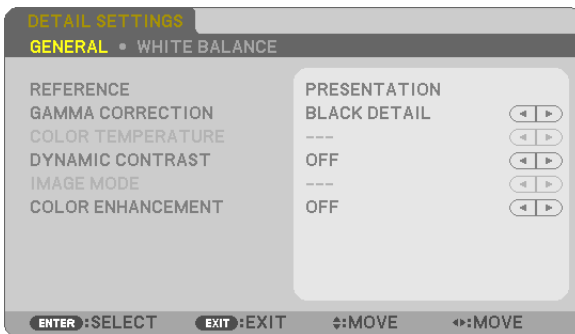 DETAIL SETTINGS
GENERAL • WHITE BALANCE
REFERENCE PRESENTATION
GAMMA CORRECTION BLACK DETAIL
COLOR TEMPERATURE ---
DYNAMIC CONTRAST OFF
IMAGE MODE ---
COLOR ENHANCEMENT OFF
ENTER :SELECT EXIT :EXIT :MOVE :MOVE